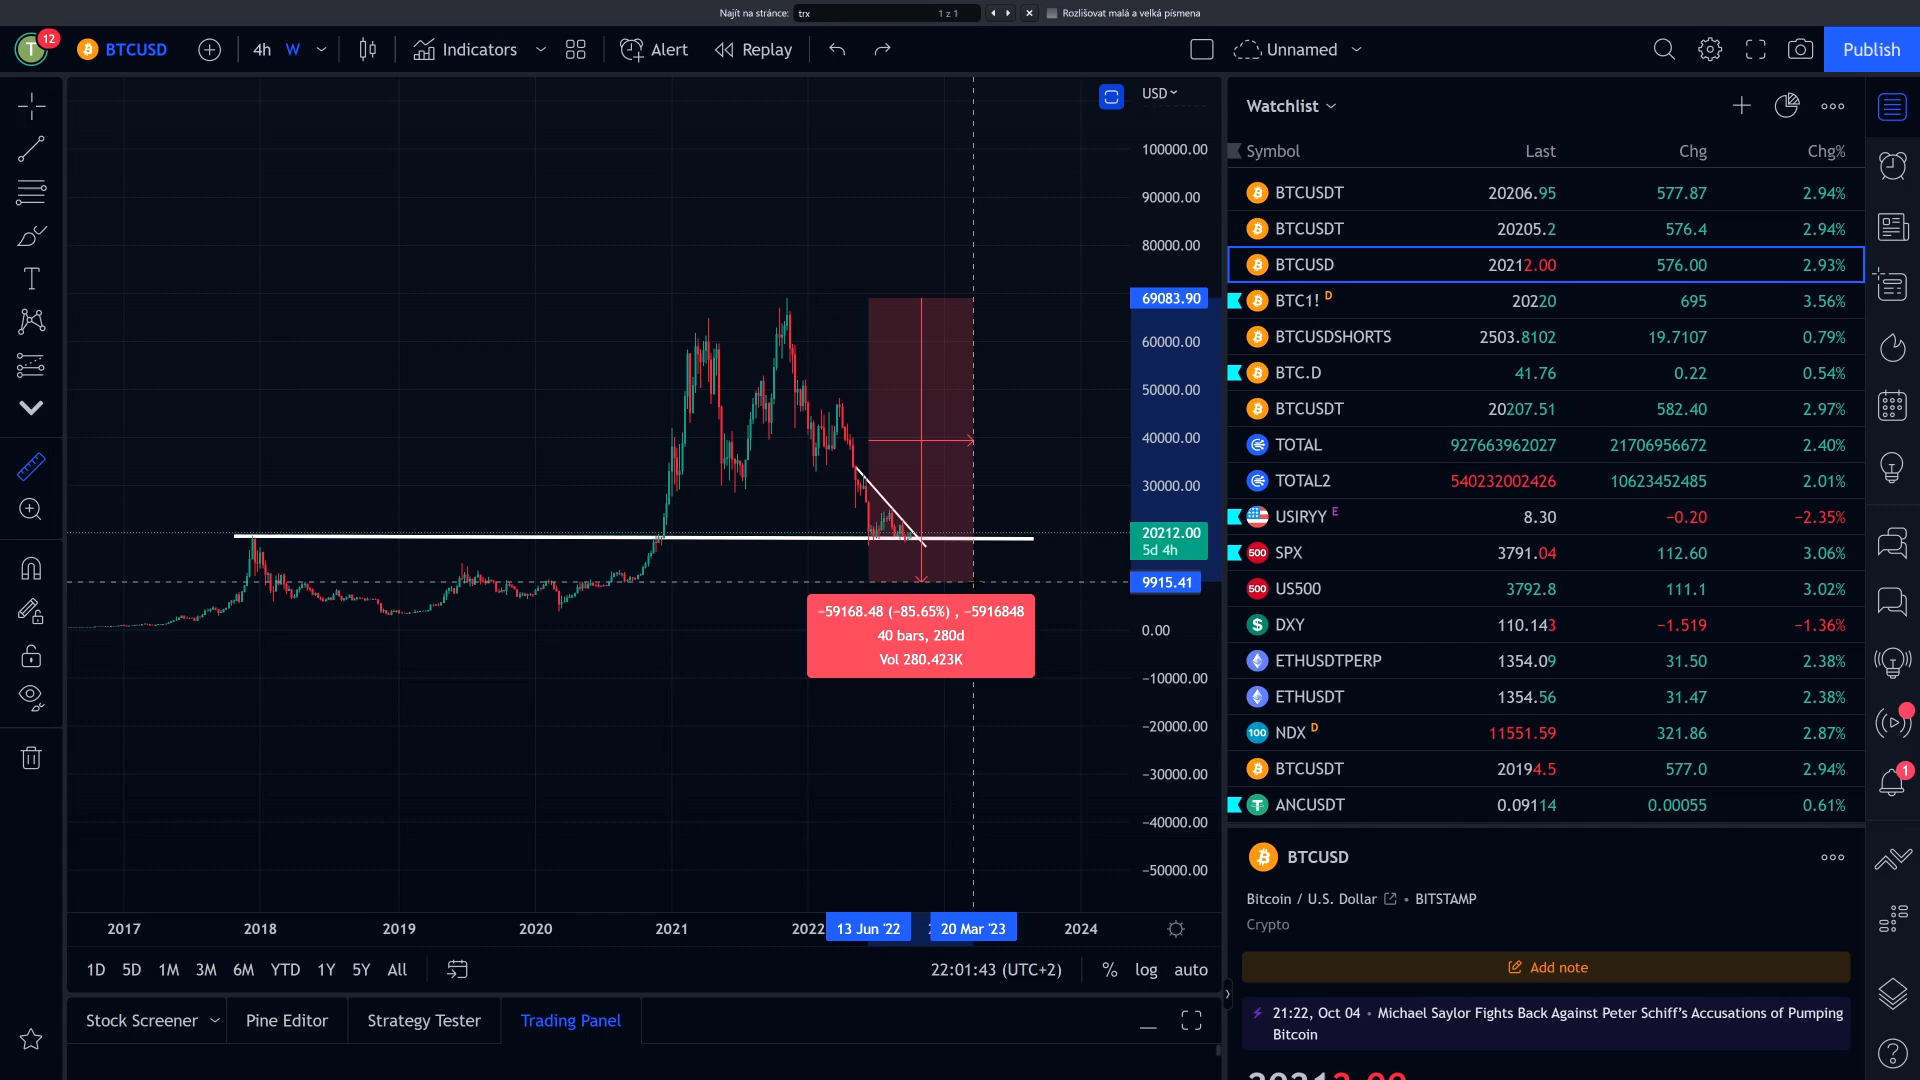 Najít na stránce: trx 1 z 1 Rozlišovat malá a velká písmena
T 12 BTCUSD 4h W Indicators Alert Replay Unnamed Publish
USD
100000.00
90000.00
80000.00
69083.90
60000.00
50000.00
40000.00
30000.00
20212.00
5d 4h
9915.41
0.00
−10000.00
−20000.00
−30000.00
−40000.00
−50000.00
−59168.48 (−85.65%) , −5916848
40 bars, 280d
Vol 280.423K
2017 2018 2019 2020 2021 2022 13 Jun '22 20 Mar '23 2024
1D 5D 1M 3M 6M YTD 1Y 5Y All 22:01:43 (UTC+2) % log auto
Stock Screener Pine Editor Strategy Tester Trading Panel
Watchlist
Symbol Last Chg Chg%
BTCUSDT 20206.95 577.87 2.94%
BTCUSDT 20205.2 576.4 2.94%
BTCUSD 20212.00 576.00 2.93%
BTC1! D 20220 695 3.56%
BTCUSDSHORTS 2503.8102 19.7107 0.79%
BTC.D 41.76 0.22 0.54%
BTCUSDT 20207.51 582.40 2.97%
TOTAL 927663962027 21706956672 2.40%
TOTAL2 540232002426 10623452485 2.01%
USIRYY E 8.30 −0.20 −2.35%
500 SPX 3791.04 112.60 3.06%
500 US500 3792.8 111.1 3.02%
DXY 110.143 −1.519 −1.36%
ETHUSDTPERP 1354.09 31.50 2.38%
ETHUSDT 1354.56 31.47 2.38%
100 NDX D 11551.59 321.86 2.87%
BTCUSDT 20194.5 577.0 2.94%
ANCUSDT 0.09114 0.00055 0.61%
BTCUSD
Bitcoin / U.S. Dollar • BITSTAMP
Crypto
Add note
21:22, Oct 04 • Michael Saylor Fights Back Against Peter Schiff's Accusations of Pumping
Bitcoin
1